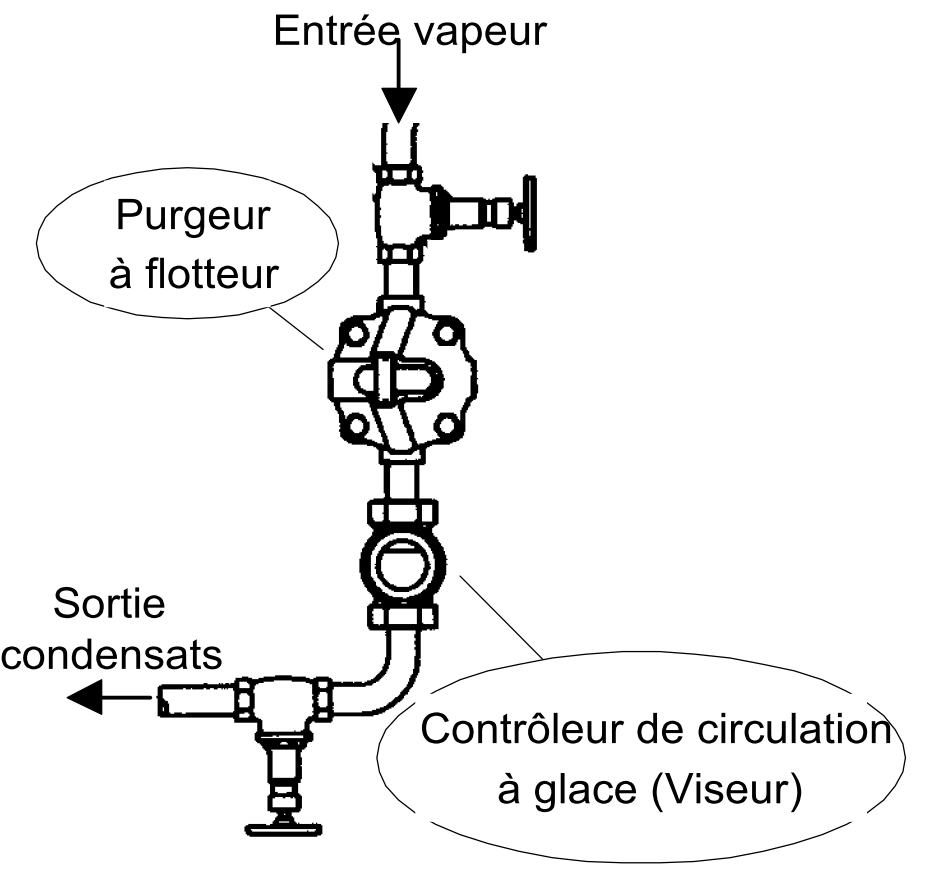 Entrée vapeur
Purgeur
à flotteur
Sortie
condensats
Contrôleur de circulation
à glace (Viseur)